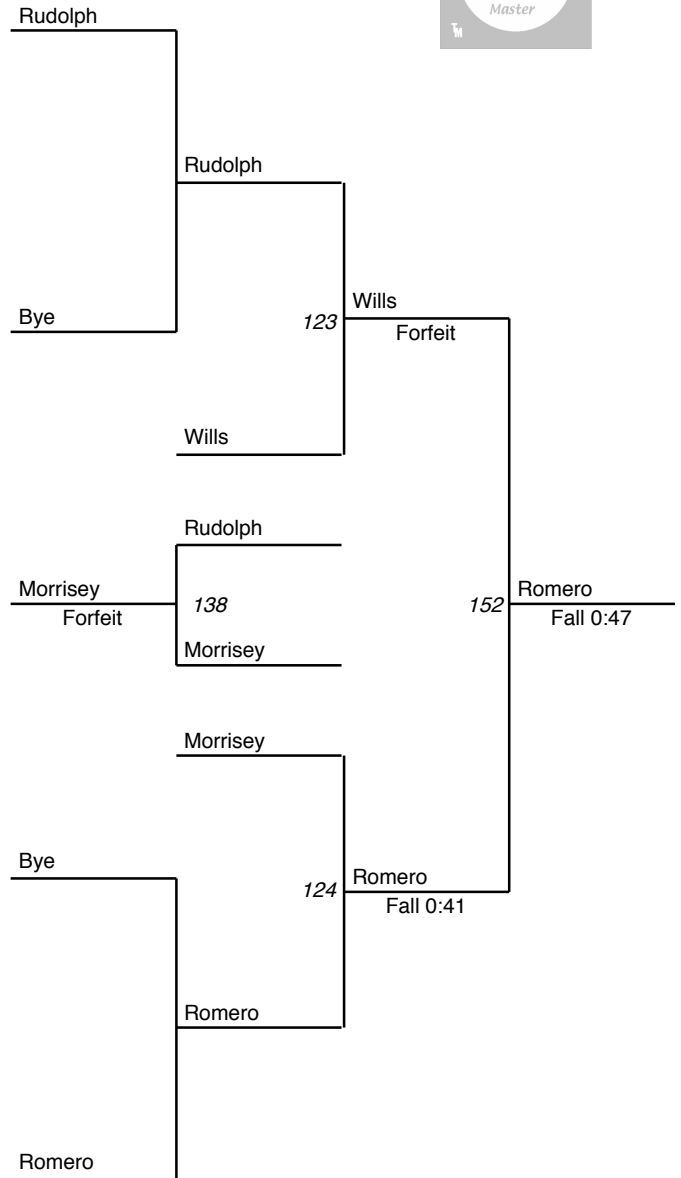 Rudolph
Master
TM
Rudolph
Bye
123
Wills
Forfeit
Wills
Rudolph
Morrisey
Forfeit
138
152
Romero
Fall 0:47
Morrisey
Morrisey
Bye
124
Romero
Fall 0:41
Romero
Romero